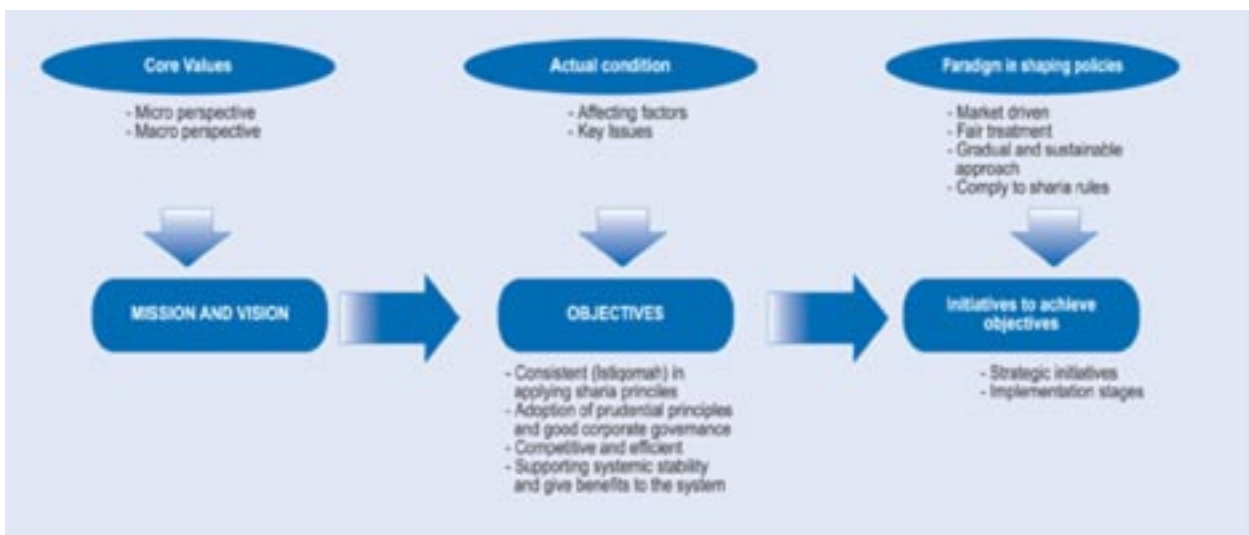 Core Values
- Micro perspective
- Macro perspective
Actual condition
- Affecting factors
- Key Issues
Paradigm in shaping policies
- Market driven
- Fair treatment
- Gradual and sustainable
approach
- Comply to sharia rules
MISSION AND VISION
OBJECTIVES
- Consistent (Istiqomah) in
applying sharia princiles
- Adoption of prudential principles
and good corporate governance
- Competitive and efficient
- Supporting systemic stability
and give benefits to the system
Initiatives to achieve
objectives
- Strategic initiatives
- Implementation stages